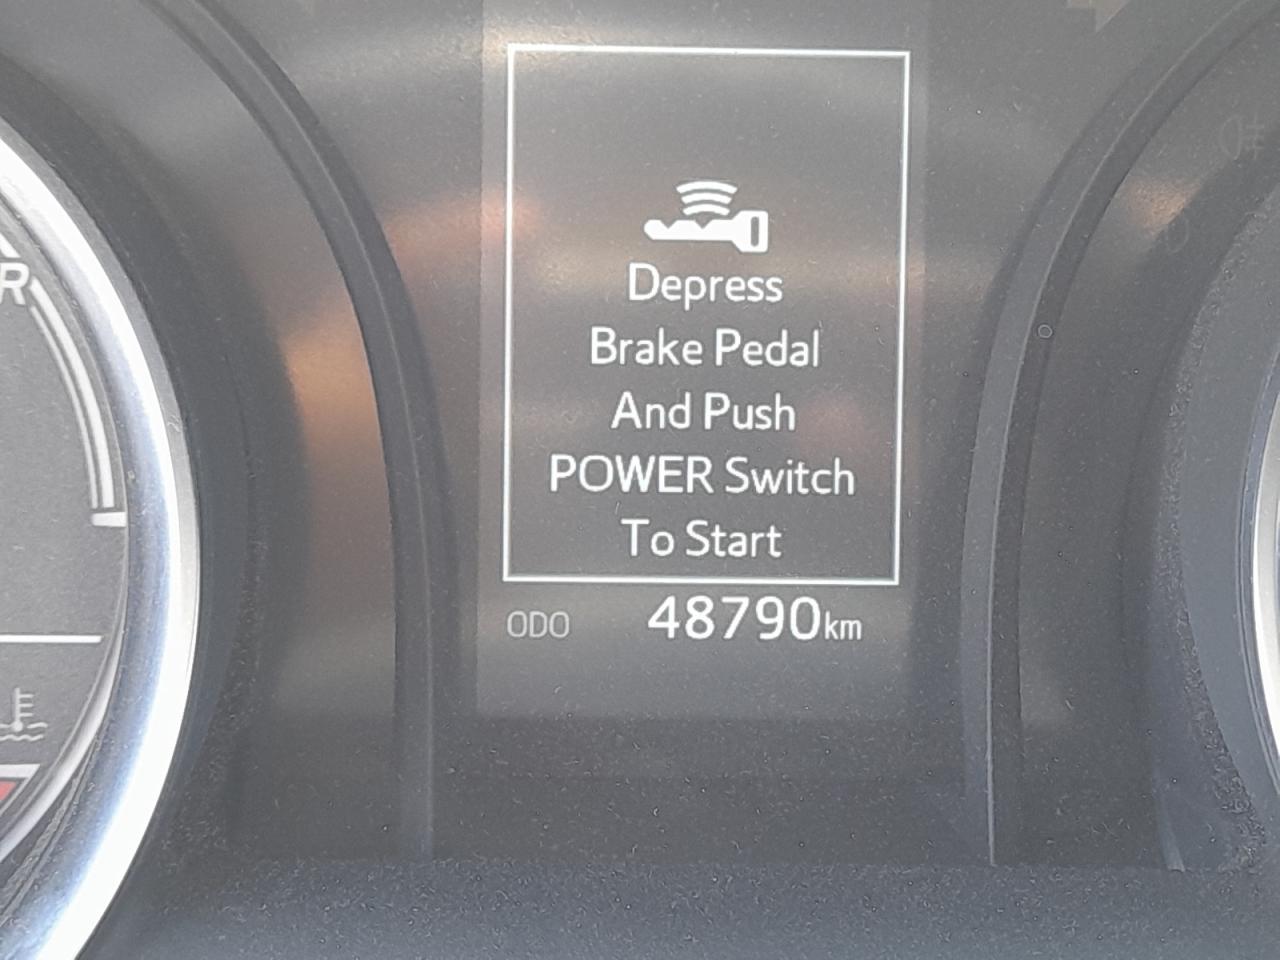 Depress
Brake Pedal
And Push
POWER Switch
To Start
ODO 48790km